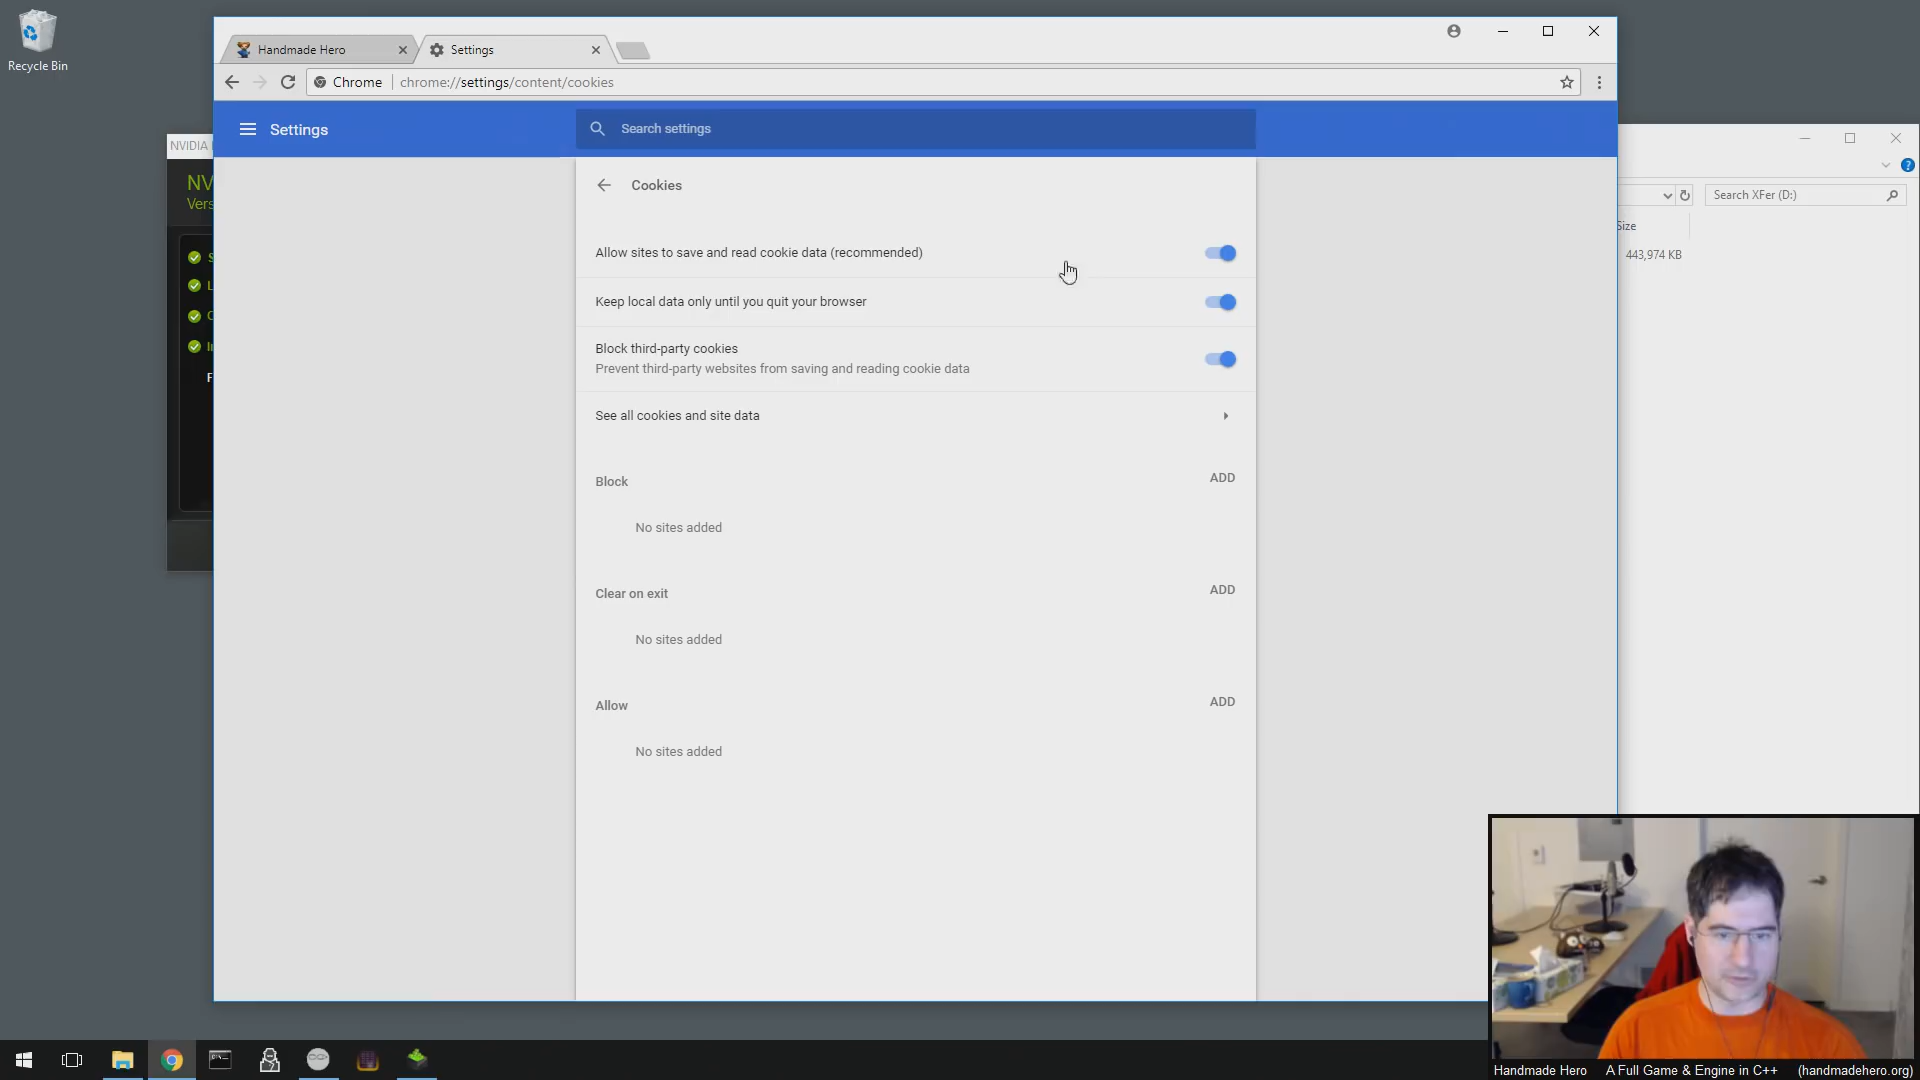 Recycle Bin
Handmade Hero
Settings
Chrome
chrome://settings/content/cookies
Settings
Search settings
Cookies
Allow sites to save and read cookie data (recommended)
Keep local data only until you quit your browser
Block third-party cookies
Prevent third-party websites from saving and reading cookie data
See all cookies and site data
Block
ADD
No sites added
Clear on exit
ADD
No sites added
Allow
ADD
No sites added
NVIDIA
NV
Vers
S
L
C
F
Search XFer (D:)
Size
443,974 KB
Handmade Hero A Full Game & Engine in C++ (handmadehero.org)